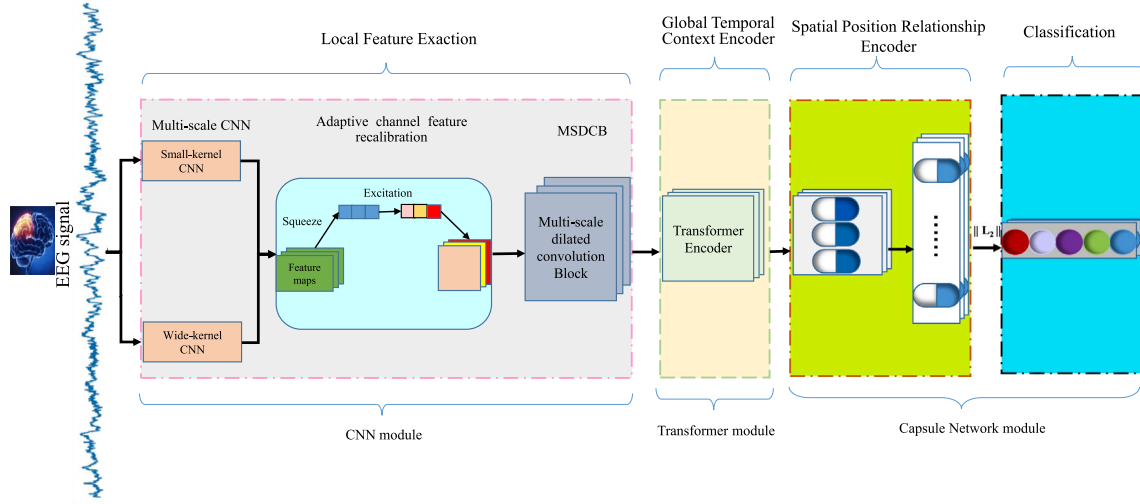 Local Feature Exaction
Global Temporal
Context Encoder
Spatial Position Relationship
Encoder
Classification
Multi-scale CNN
Adaptive channel feature
recalibration
MSDCB
Small-kernel
CNN
Wide-kernel
CNN
EEG signal
Squeeze
Excitation
Feature
maps
Multi-scale
dilated
convolution
Block
Transformer
Encoder
|| L₂ ||
CNN module
Transformer module
Capsule Network module